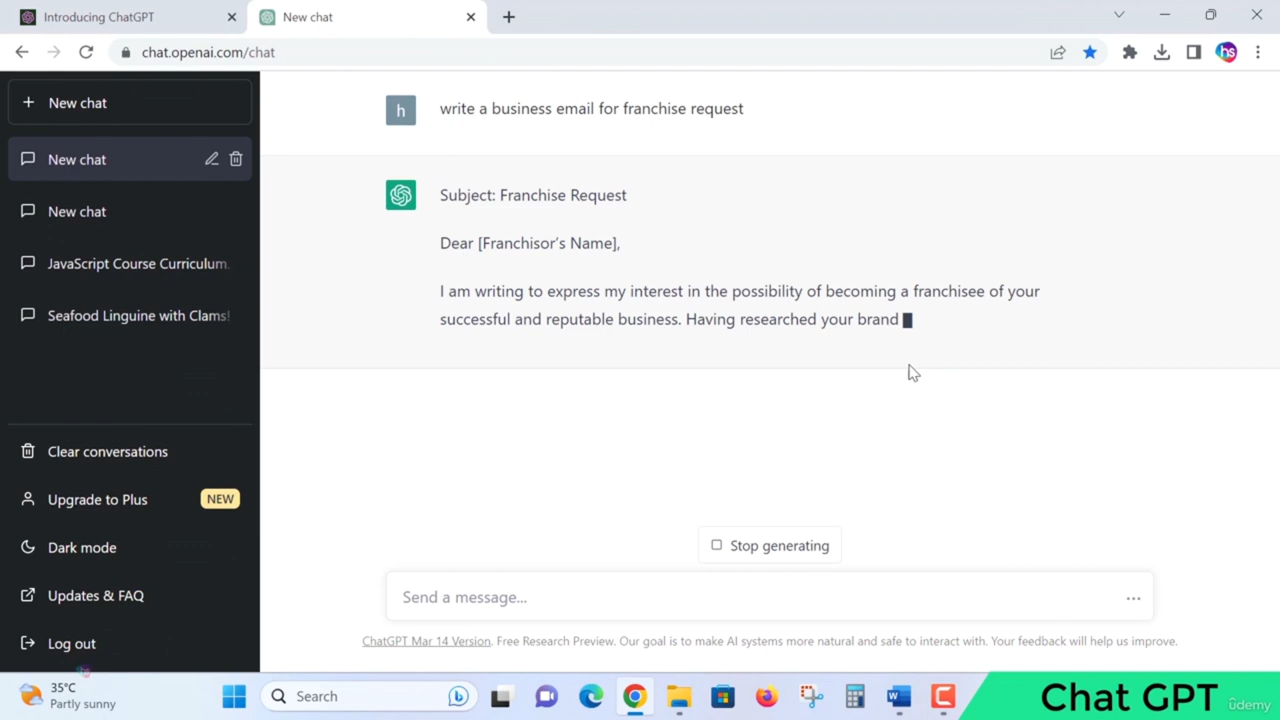 Introducing ChatGPT
New chat
chat.openai.com/chat
hs
New chat
New chat
New chat
JavaScript Course Curriculum.
Seafood Linguine with Clams!
Clear conversations
Upgrade to Plus NEW
Dark mode
Updates & FAQ
Log out
h
write a business email for franchise request
Subject: Franchise Request
Dear [Franchisor's Name],
I am writing to express my interest in the possibility of becoming a franchisee of your
successful and reputable business. Having researched your brand
Stop generating
Send a message...
ChatGPT Mar 14 Version. Free Research Preview. Our goal is to make AI systems more natural and safe to interact with. Your feedback will help us improve.
35°C
Partly sunny
Search
Chat GPT
ûdemy